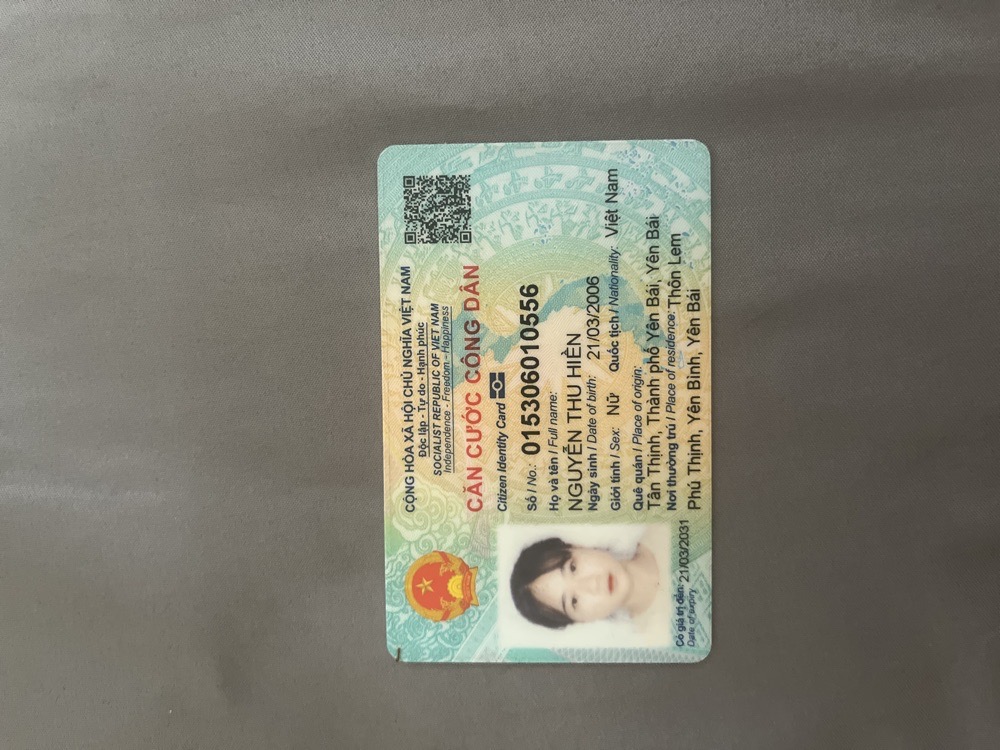 CỘNG HÒA XÃ HỘI CHỦ NGHĨA VIỆT NAM
Độc lập - Tự do - Hạnh phúc
SOCIALIST REPUBLIC OF VIET NAM
Independence - Freedom - Happiness
CĂN CƯỚC CÔNG DÂN
Citizen Identity Card
Số / No.: 015306010556
Họ và tên / Full name:
NGUYỄN THU HIỀN
Ngày sinh / Date of birth: 21/03/2006
Giới tính / Sex: Nữ Quốc tịch / Nationality: Việt Nam
Quê quán / Place of origin:
Tân Thịnh, Thành phố Yên Bái, Yên Bái
Nơi thường trú / Place of residence: Thôn Lem
Phú Thịnh, Yên Bình, Yên Bái
Có giá trị đến: 21/03/2031
Date of expiry